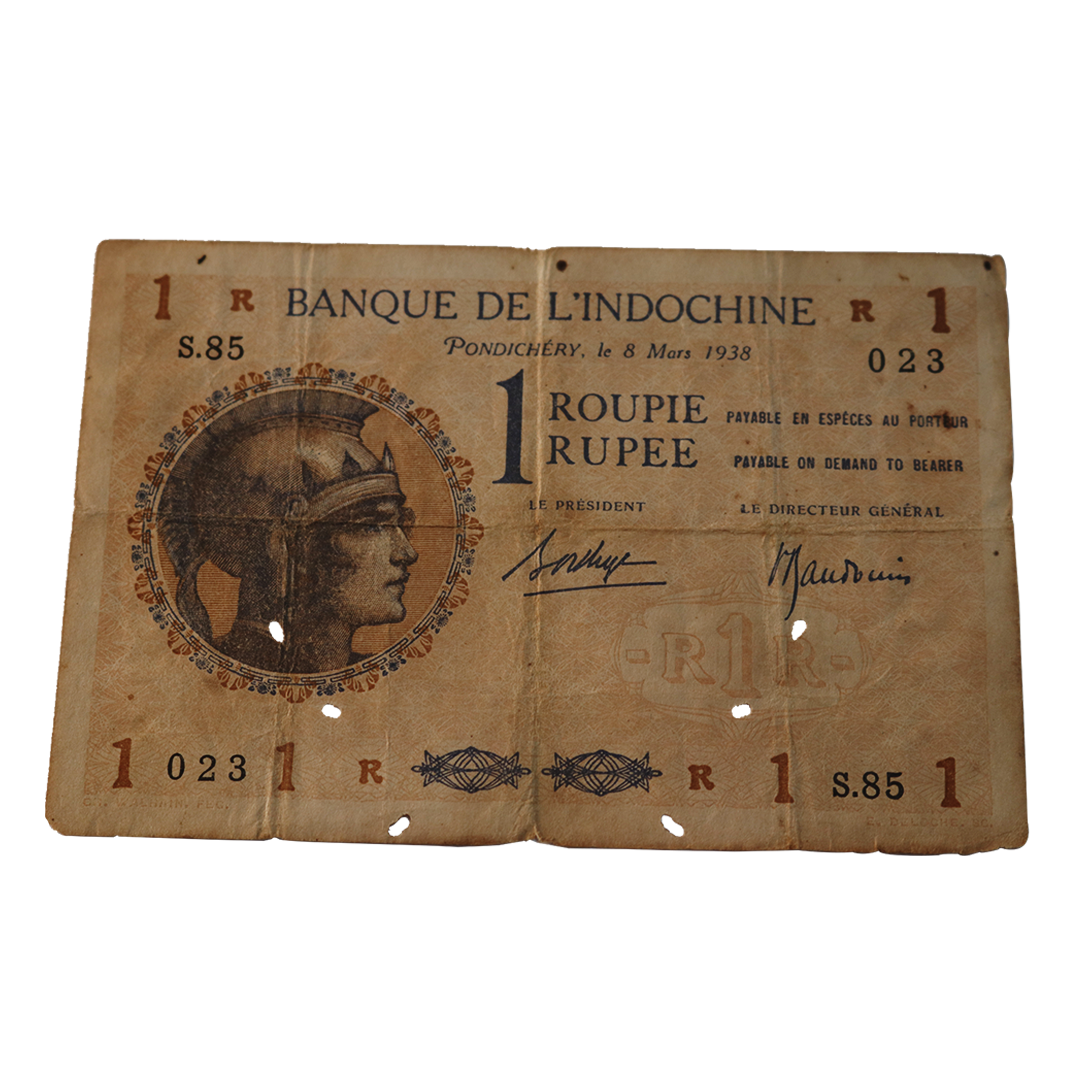 1 R BANQUE DE L'INDOCHINE R 1
S.85 PONDICHÉRY, le 8 Mars 1938 023
1 ROUPIE PAYABLE EN ESPÈCES AU PORTEUR
RUPEE PAYABLE ON DEMAND TO BEARER
LE PRÉSIDENT LE DIRECTEUR GÉNÉRAL
-R1R-
1 023 1 R R 1 S.85 1